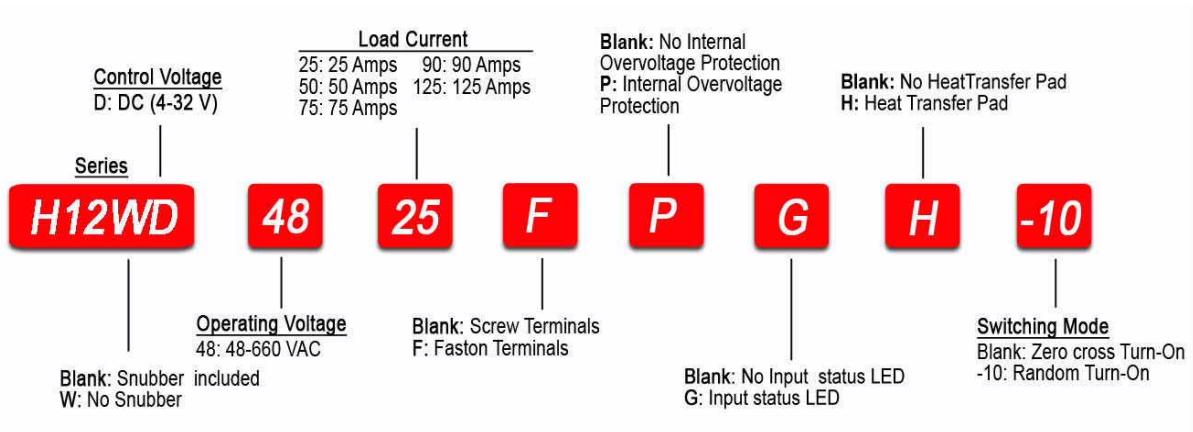 Control Voltage
D: DC (4-32 V)
Load Current
25: 25 Amps 90: 90 Amps
50: 50 Amps 125: 125 Amps
75: 75 Amps
Blank: No Internal
Overvoltage Protection
P: Internal Overvoltage
Protection
Blank: No HeatTransfer Pad
H: Heat Transfer Pad
Series
H12WD 48 25 F P G H -10
Blank: Snubber included
W: No Snubber
Operating Voltage
48: 48-660 VAC
Blank: Screw Terminals
F: Faston Terminals
Blank: No Input status LED
G: Input status LED
Switching Mode
Blank: Zero cross Turn-On
-10: Random Turn-On